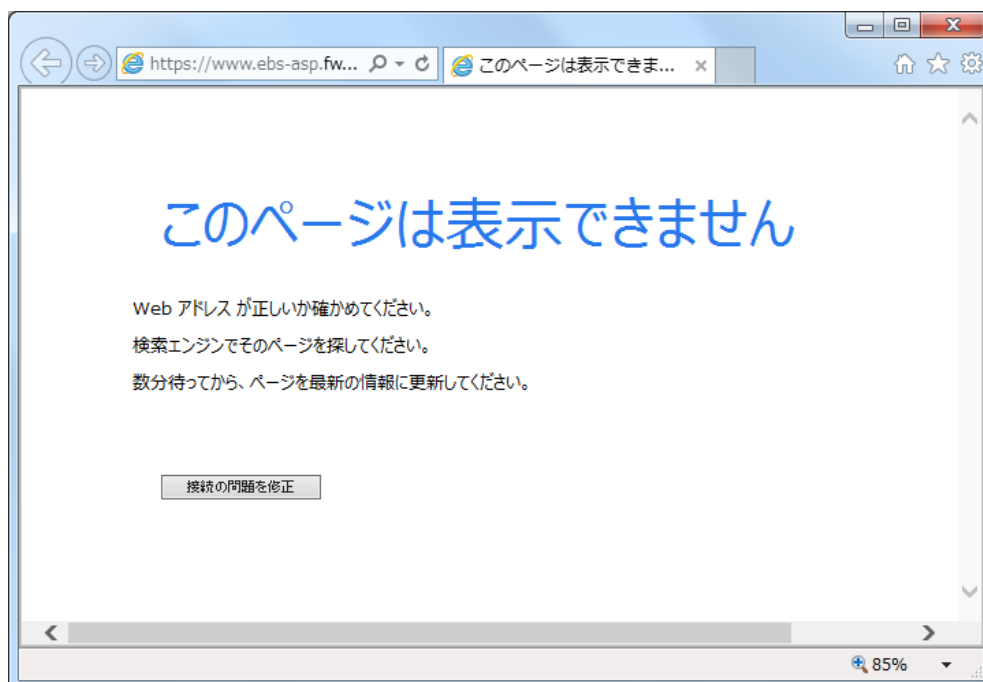 https://www.ebs-asp.fw...
このページは表示できま...
このページは表示できません
Web アドレス が正しいか確かめてください。
検索エンジンでそのページを探してください。
数分待ってから、ページを最新の情報に更新してください。
接続の問題を修正
85%